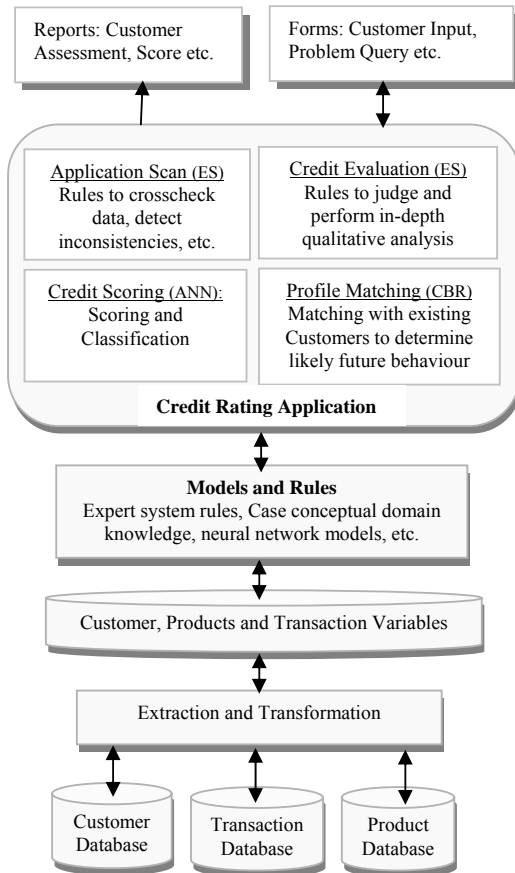 Reports: Customer
Assessment, Score etc.
Forms: Customer Input,
Problem Query etc.
Application Scan (ES)
Rules to crosscheck
data, detect
inconsistencies, etc.
Credit Evaluation (ES)
Rules to judge and
perform in-depth
qualitative analysis
Credit Scoring (ANN):
Scoring and
Classification
Profile Matching (CBR)
Matching with existing
Customers to determine
likely future behaviour
Credit Rating Application
Models and Rules
Expert system rules, Case conceptual domain
knowledge, neural network models, etc.
Customer, Products and Transaction Variables
Extraction and Transformation
Customer
Database
Transaction
Database
Product
Database